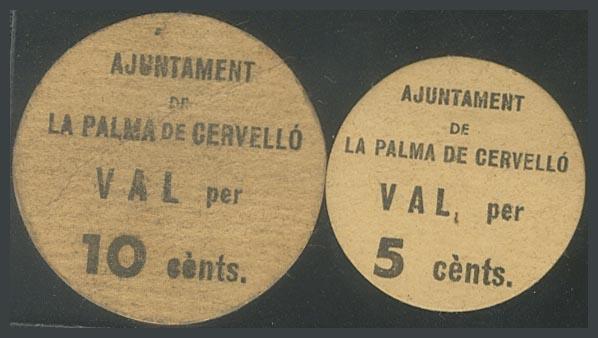 AJUNTAMENT
DE
LA PALMA DE CERVELLÓ
VAL per
10 cènts.
AJUNTAMENT
DE
LA PALMA DE CERVELLÓ
VAL, per
5 cènts.